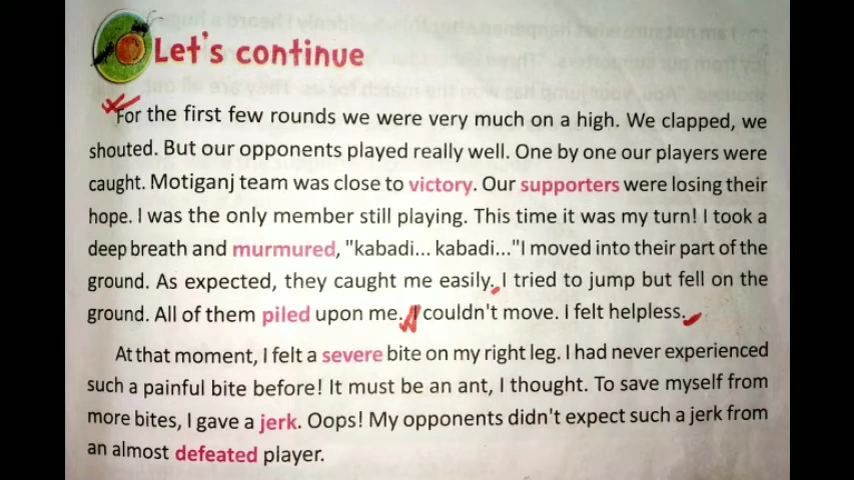 Let's continue
For the first few rounds we were very much on a high. We clapped, we
shouted. But our opponents played really well. One by one our players were
caught. Motiganj team was close to victory. Our supporters were losing their
hope. I was the only member still playing. This time it was my turn! I took a
deep breath and murmured, "kabadi... kabadi..."I moved into their part of the
ground. As expected, they caught me easily. I tried to jump but fell on the
ground. All of them piled upon me. I couldn't move. I felt helpless.
At that moment, I felt a severe bite on my right leg. I had never experienced
such a painful bite before! It must be an ant, I thought. To save myself from
more bites, I gave a jerk. Oops! My opponents didn't expect such a jerk from
an almost defeated player.